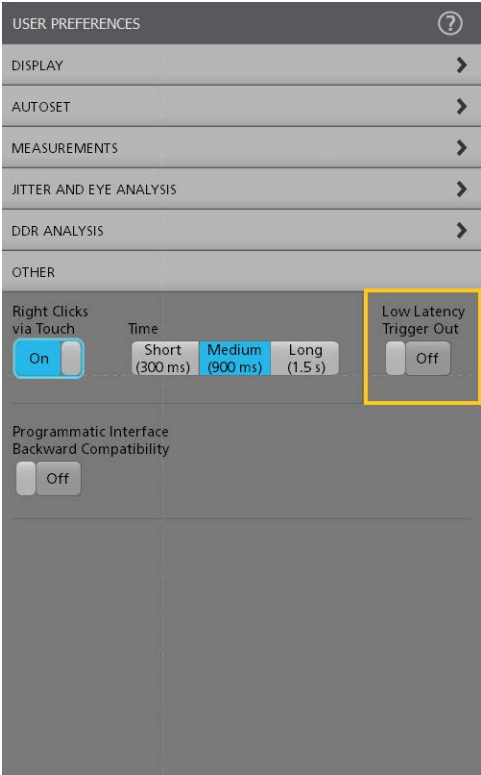 USER PREFERENCES ?
DISPLAY
AUTOSET
MEASUREMENTS
JITTER AND EYE ANALYSIS
DDR ANALYSIS
OTHER
Right Clicks
via Touch
On
Time
Short
(300 ms)
Medium
(900 ms)
Long
(1.5 s)
Low Latency
Trigger Out
Off
Programmatic Interface
Backward Compatibility
Off